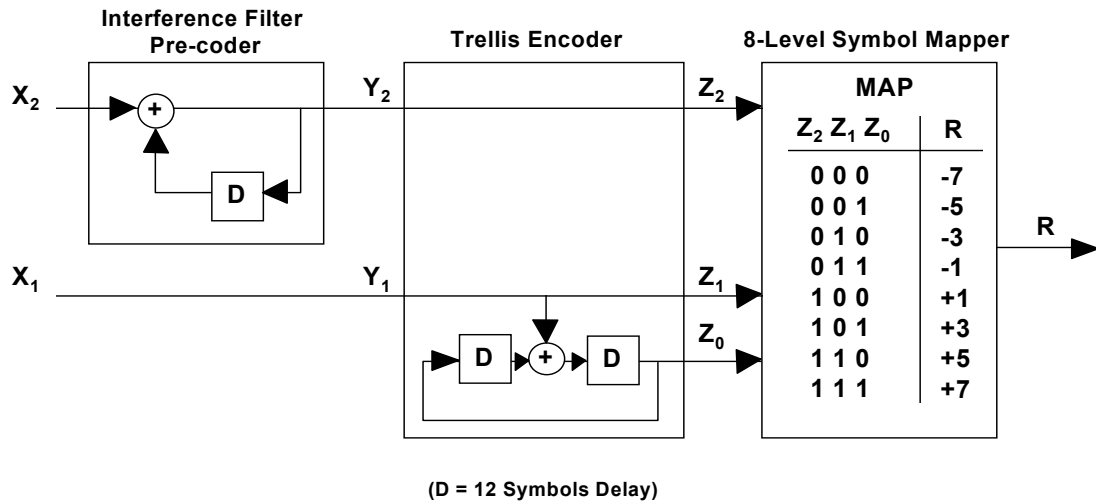 Interference Filter
Pre-coder
Trellis Encoder
8-Level Symbol Mapper
X2
+
D
Y2
Z2
X1
Y1
Z1
D
+
D
Z0
MAP
Z2 Z1 Z0 R
0 0 0 -7
0 0 1 -5
0 1 0 -3
0 1 1 -1
1 0 0 +1
1 0 1 +3
1 1 0 +5
1 1 1 +7
R
(D = 12 Symbols Delay)